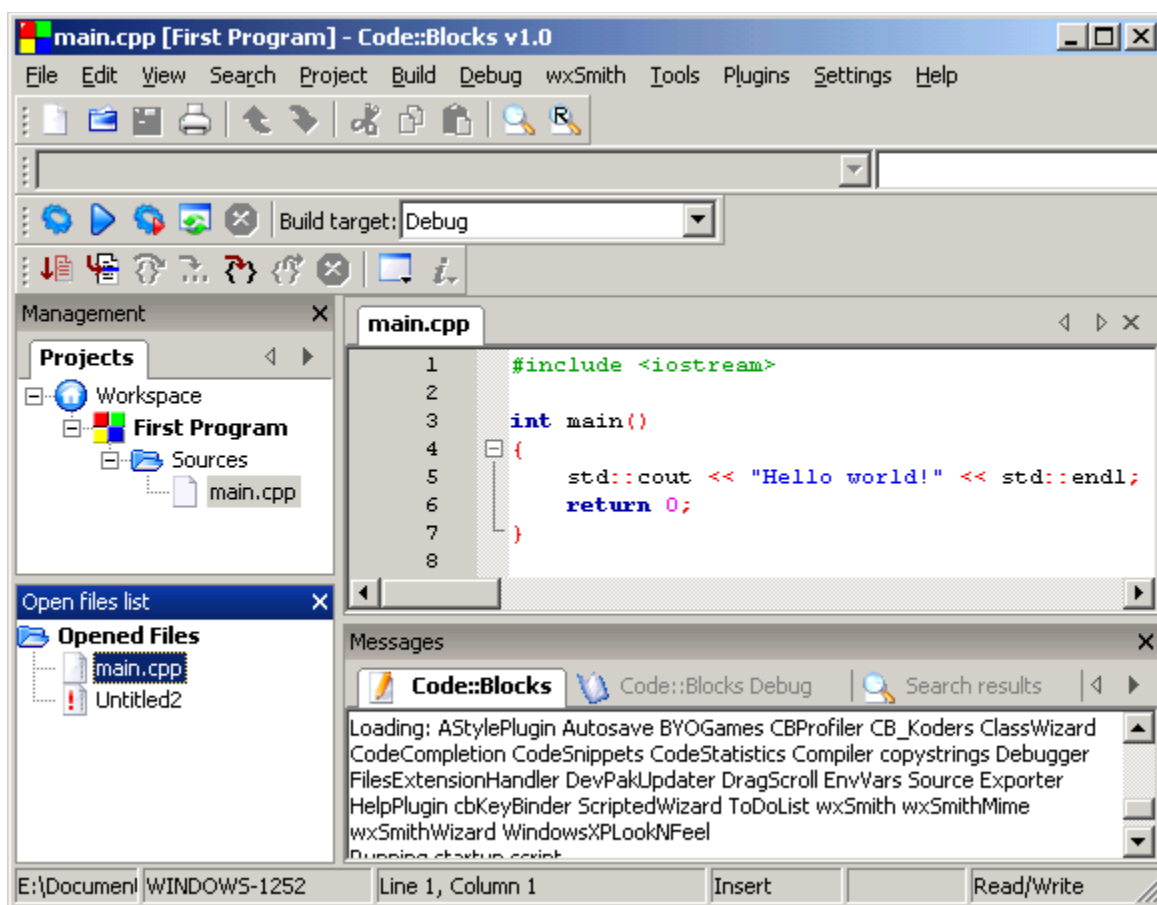 main.cpp [First Program] - Code::Blocks v1.0
File Edit View Search Project Build Debug wxSmith Tools Plugins Settings Help
R
Build target: Debug
Management
Projects
Workspace
First Program
Sources
main.cpp
Open files list
Opened Files
main.cpp
Untitled2
main.cpp
1 #include <iostream>
2
3 int main()
4 {
5 std::cout << "Hello world!" << std::endl;
6 return 0;
7 }
8
Messages
Code::Blocks Code::Blocks Debug Search results
Loading: AStylePlugin Autosave BYOGames CBProfiler CB_Koders ClassWizard
CodeCompletion CodeSnippets CodeStatistics Compiler copystrings Debugger
FilesExtensionHandler DevPakUpdater DragScroll EnvVars Source Exporter
HelpPlugin cbKeyBinder ScriptedWizard ToDoList wxSmith wxSmithMime
wxSmithWizard WindowsXPLookNFeel
Running startup script
E:\Documen WINDOWS-1252 Line 1, Column 1 Insert Read/Write